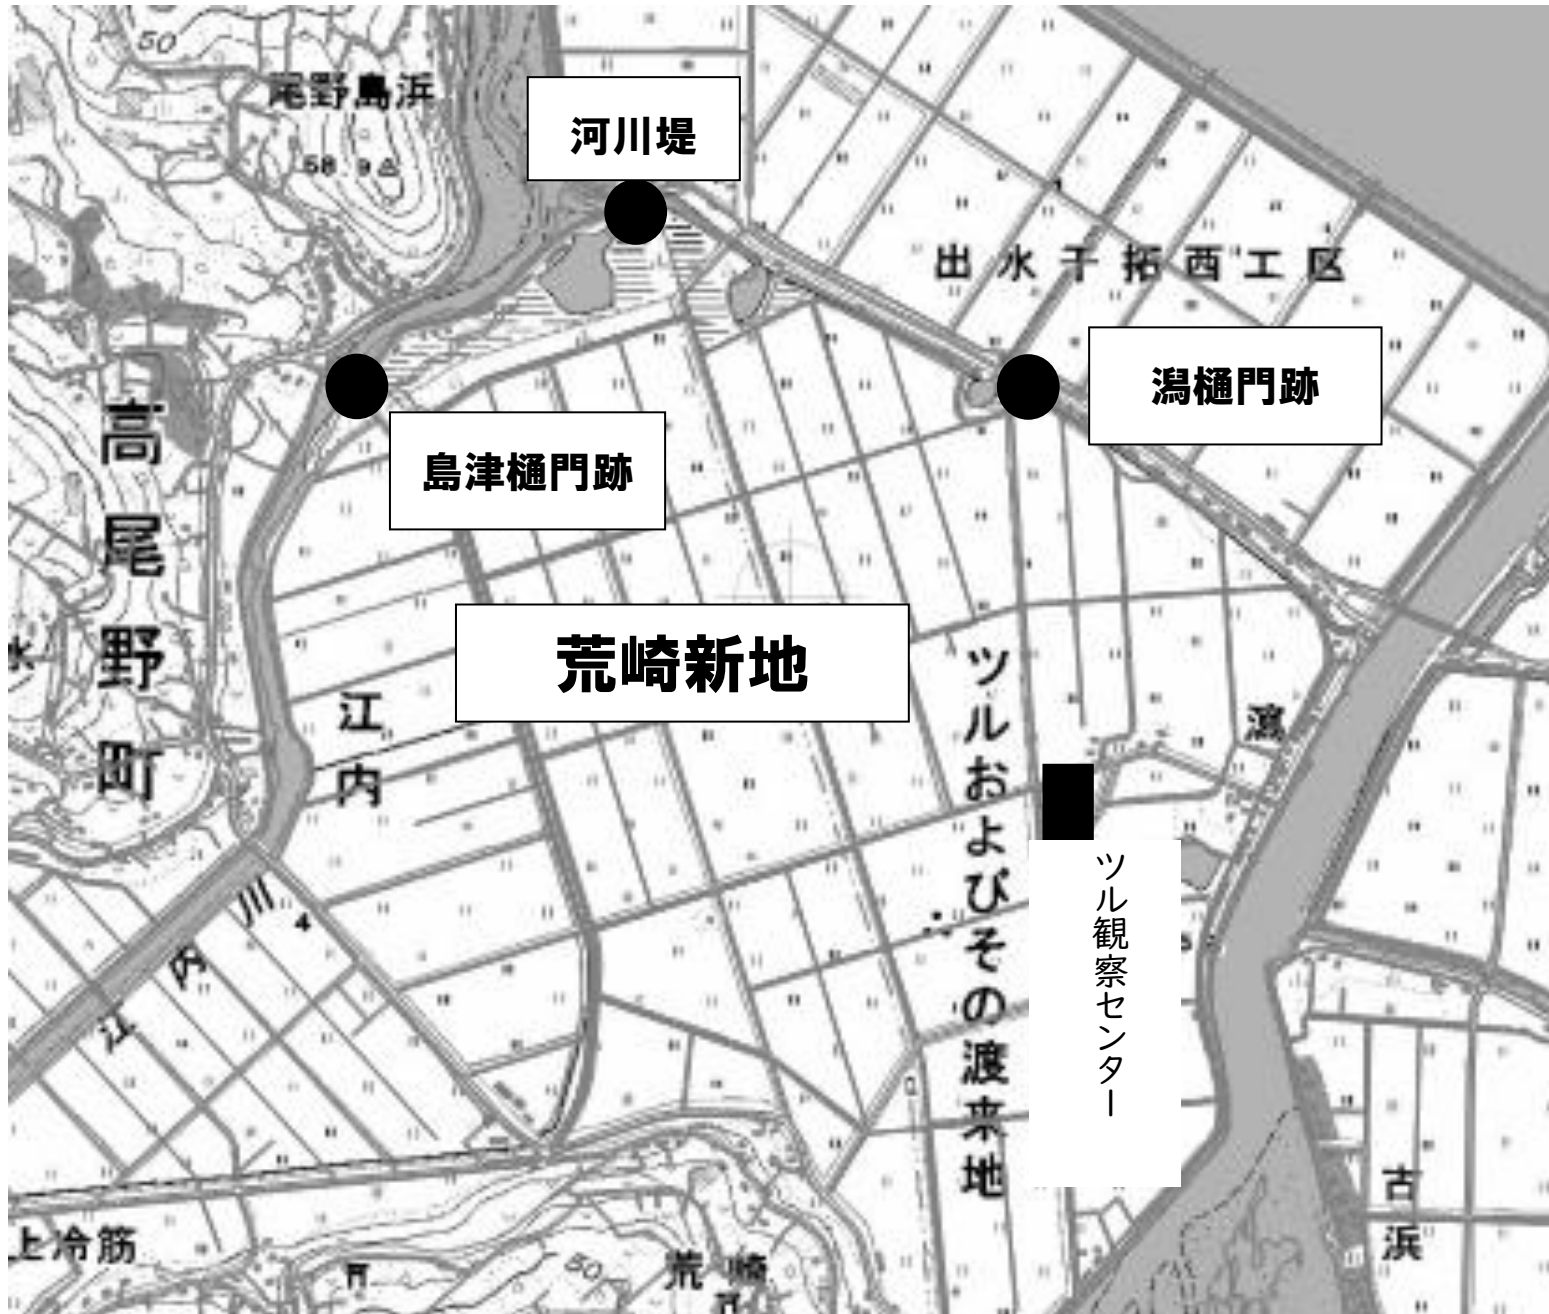 50
尾野島浜
58.9
河川堤
出水干拓西工区
潟樋門跡
島津樋門跡
高尾野町
荒崎新地
江内
ツルおよびその渡来地
潟
ツル観察センター
江内川
4
水
古浜
上冷筋
荒崎
50